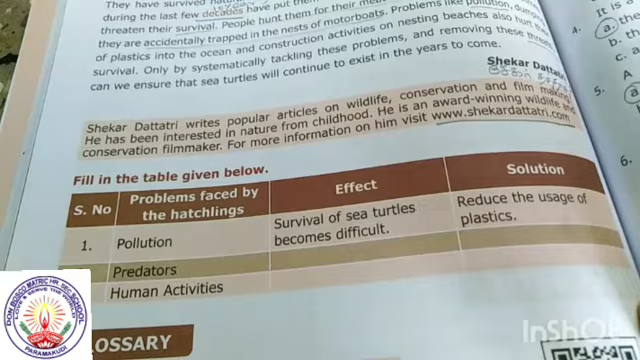 They have survived
during the last few decades have put them
threaten their survival. People hunt them for their
they are accidentally trapped in the nests of motorboats. Problems like pollution,
of plastics into the ocean and construction activities on nesting beaches also hurt their
survival. Only by systematically tackling these problems, and removing these threats
can we ensure that sea turtles will continue to exist in the years to come.
Shekar Dattatri
Shekar Dattatri writes popular articles on wildlife, conservation and film making.
He has been interested in nature from childhood. He is an award-winning wildlife and
conservation filmmaker. For more information on him visit www.shekardattatri.com
Fill in the table given below.
S. No Problems faced by the hatchlings Effect Solution
1. Pollution Survival of sea turtles becomes difficult. Reduce the usage of plastics.
Predators
Human Activities
LOSSARY
4. It is a
a.
b.
c. a
A
5.
6.
DON BOSCO MATRIC HR. SEC SCHOOL
LOVE & SERVE THE WORLD
PARAMAKUDI
InShOt